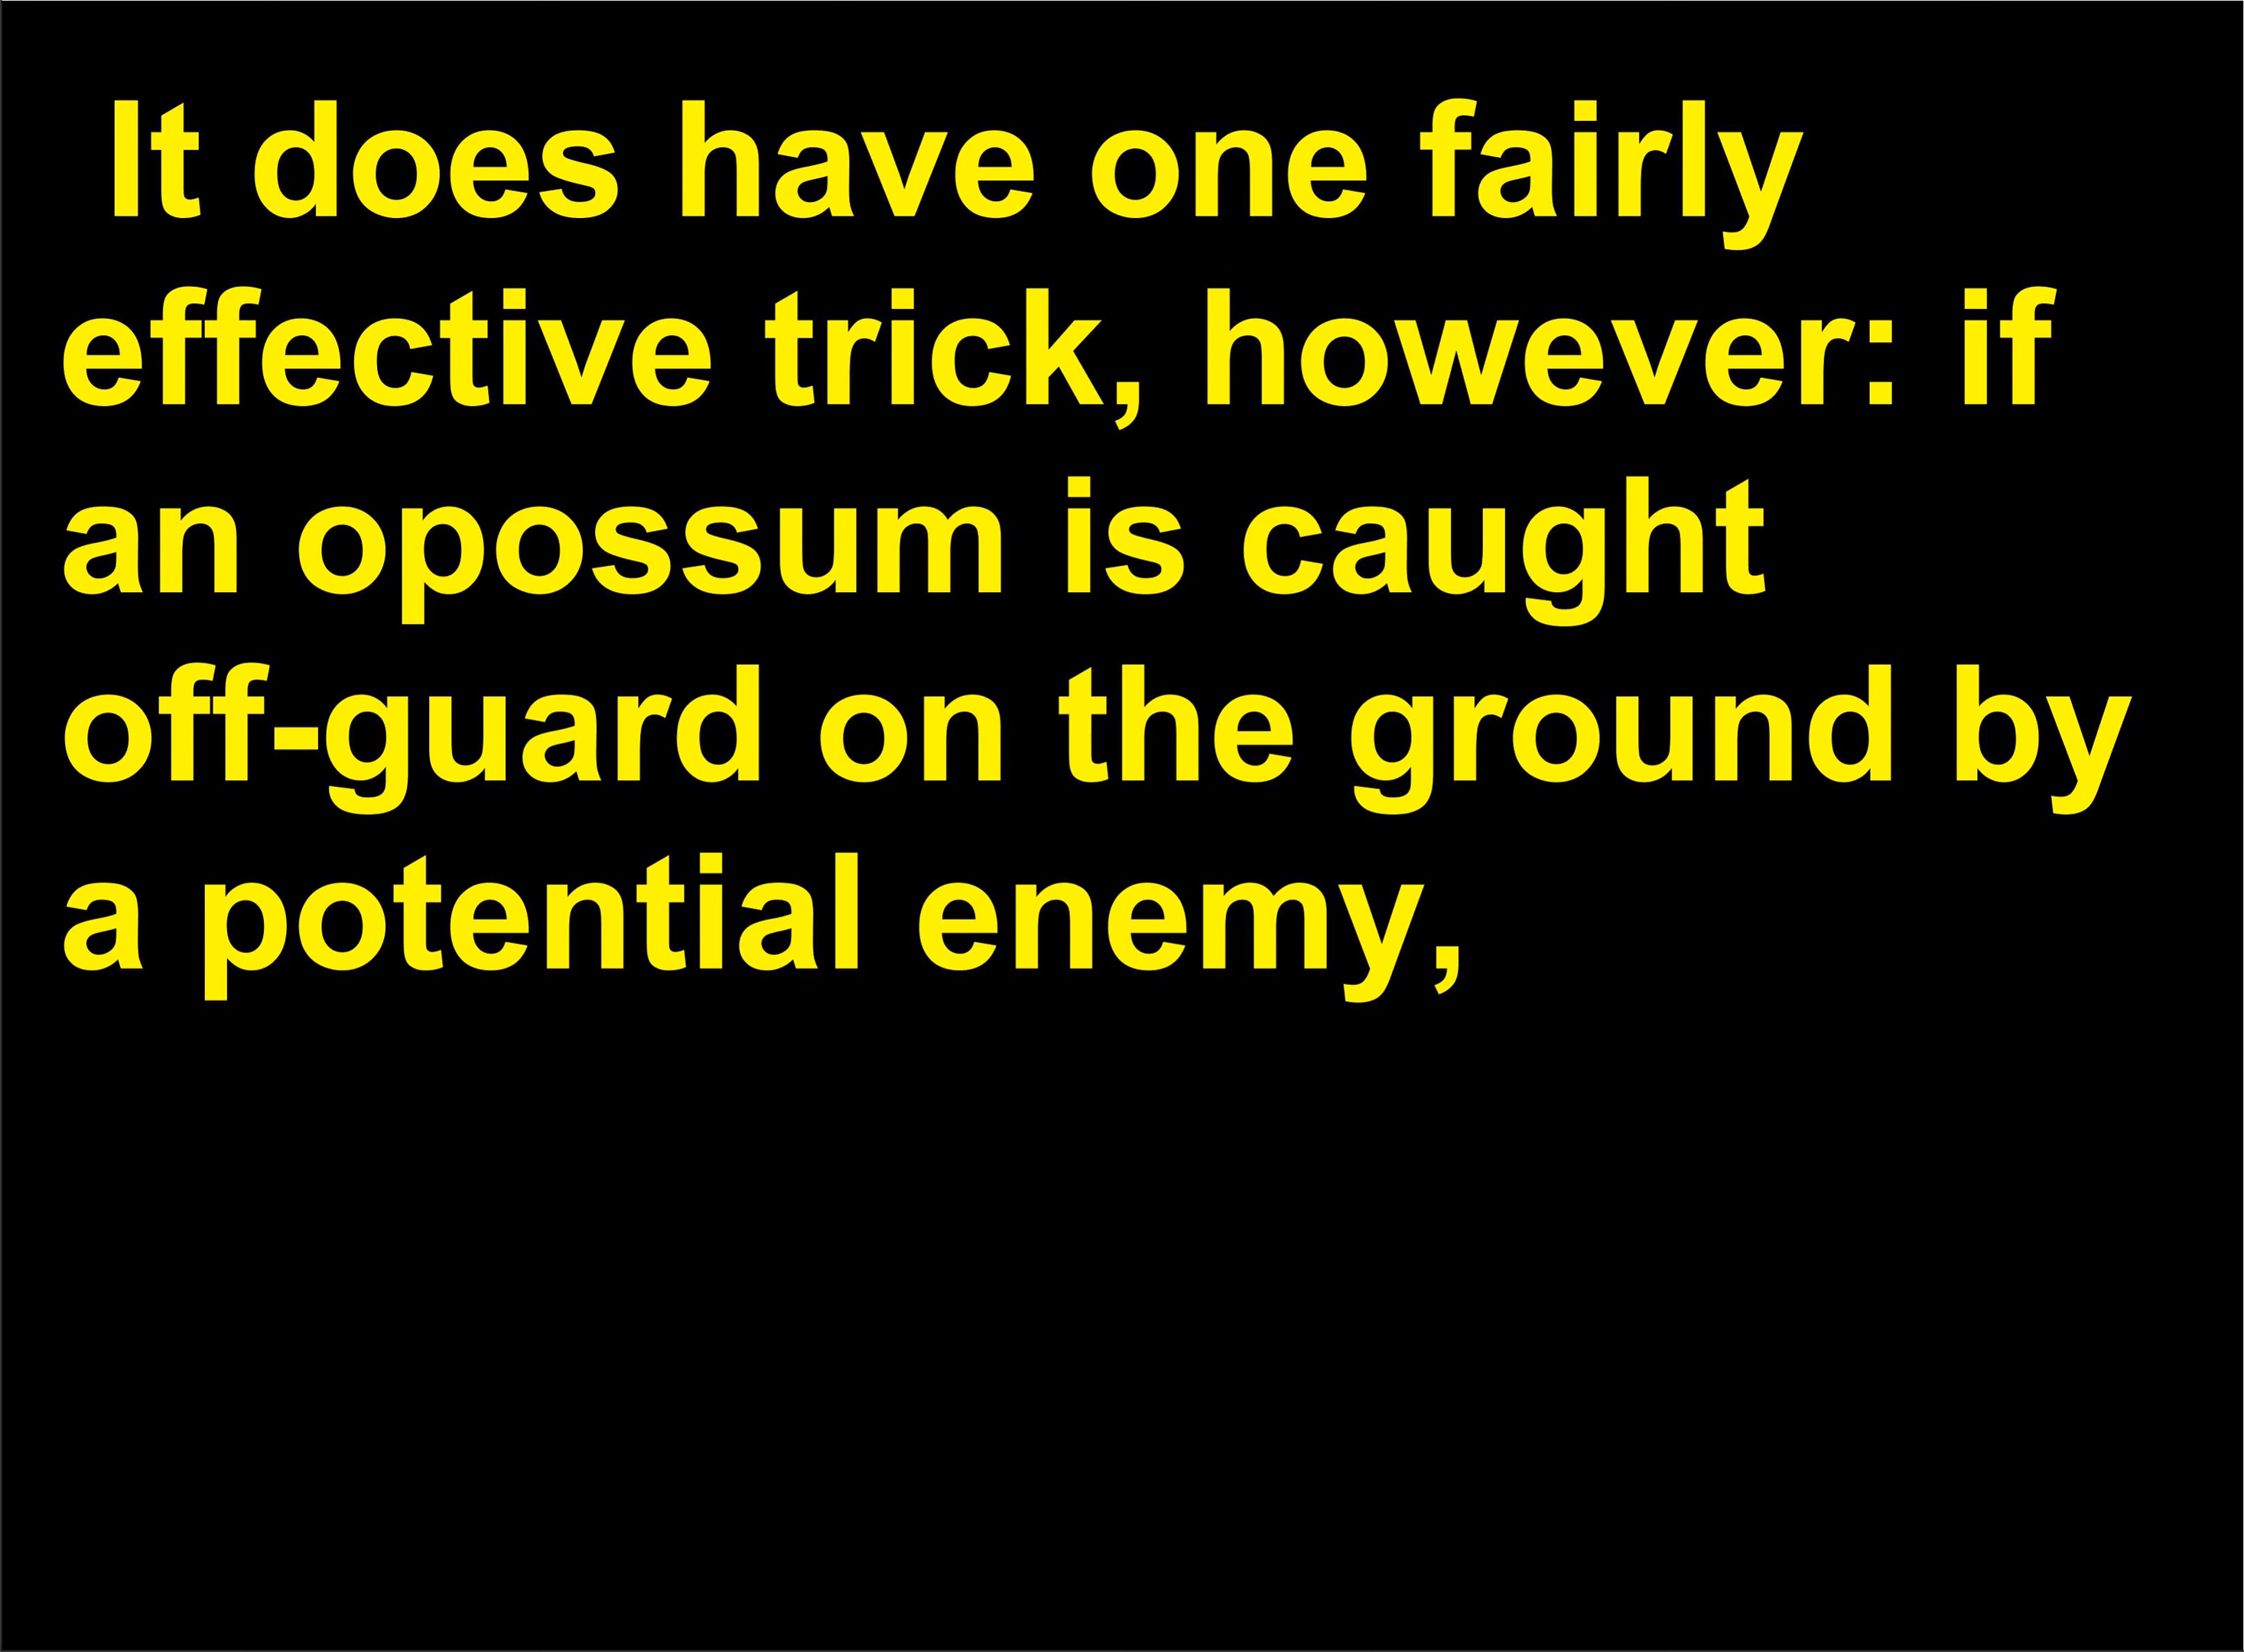 It does have one fairly
effective trick, however: if
an opossum is caught
off-guard on the ground by
a potential enemy,